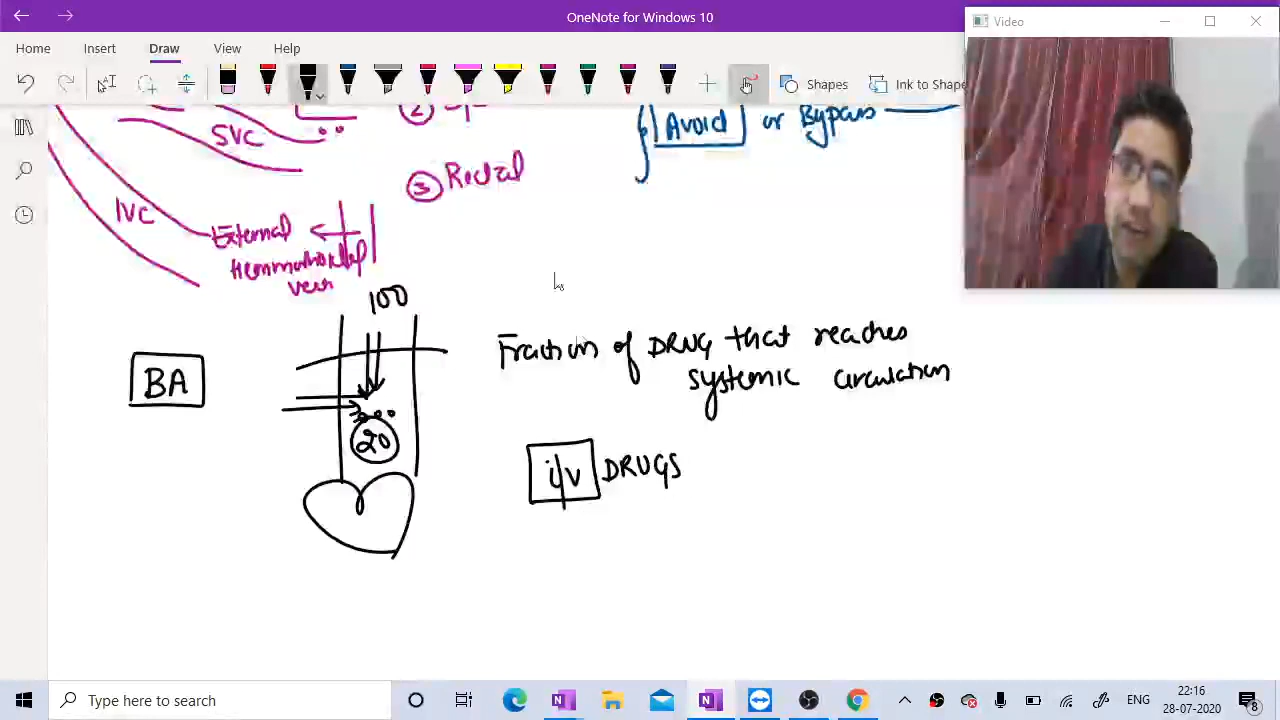 OneNote for Windows 10
Video
Home Insert Draw View Help
Shapes
Ink to Shape
② S/
Avoid or Bypass
SVC
③ Rectal
IVC
External
vein
100
BA
Fraction of DRUG that reaches
systemic circulation
20
i/v DRUGS
Type here to search
ENG
22:16
28-07-2020
8